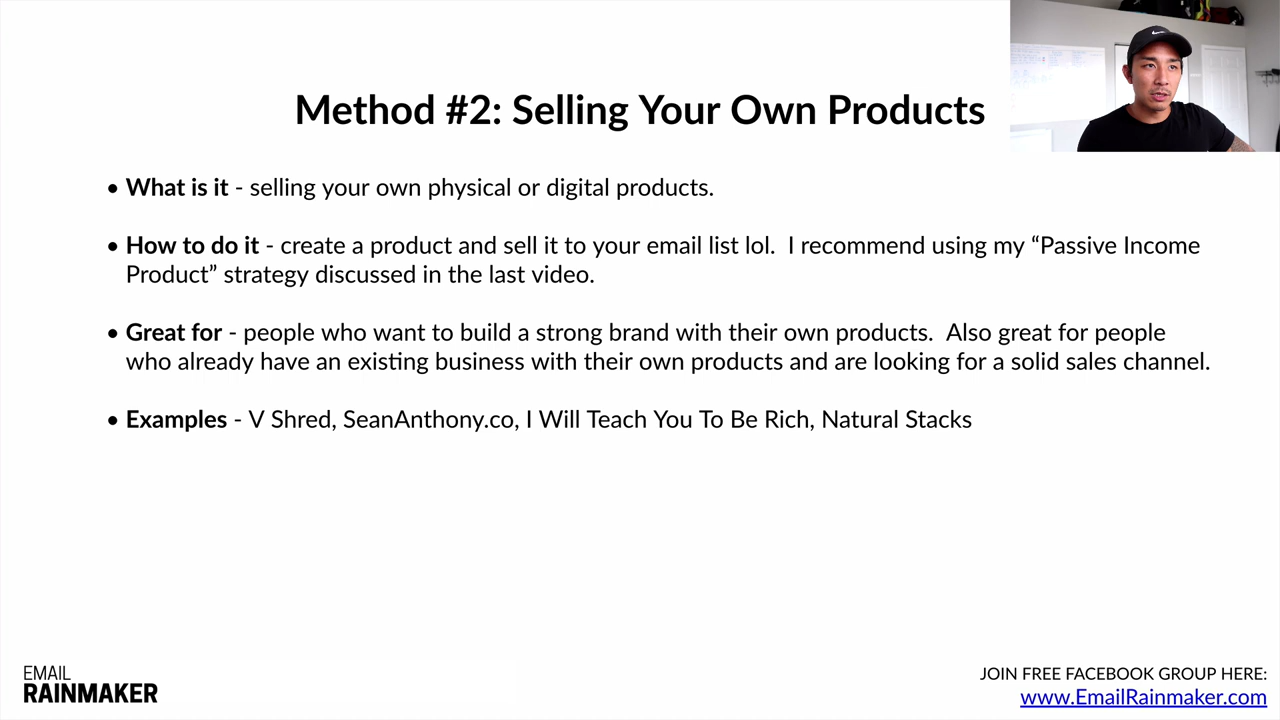 Method #2: Selling Your Own Products
• What is it - selling your own physical or digital products.
• How to do it - create a product and sell it to your email list lol.  I recommend using my “Passive Income
Product” strategy discussed in the last video.
• Great for - people who want to build a strong brand with their own products.  Also great for people
who already have an existing business with their own products and are looking for a solid sales channel.
• Examples - V Shred, SeanAnthony.co, I Will Teach You To Be Rich, Natural Stacks
EMAIL
RAINMAKER
JOIN FREE FACEBOOK GROUP HERE:
www.EmailRainmaker.com